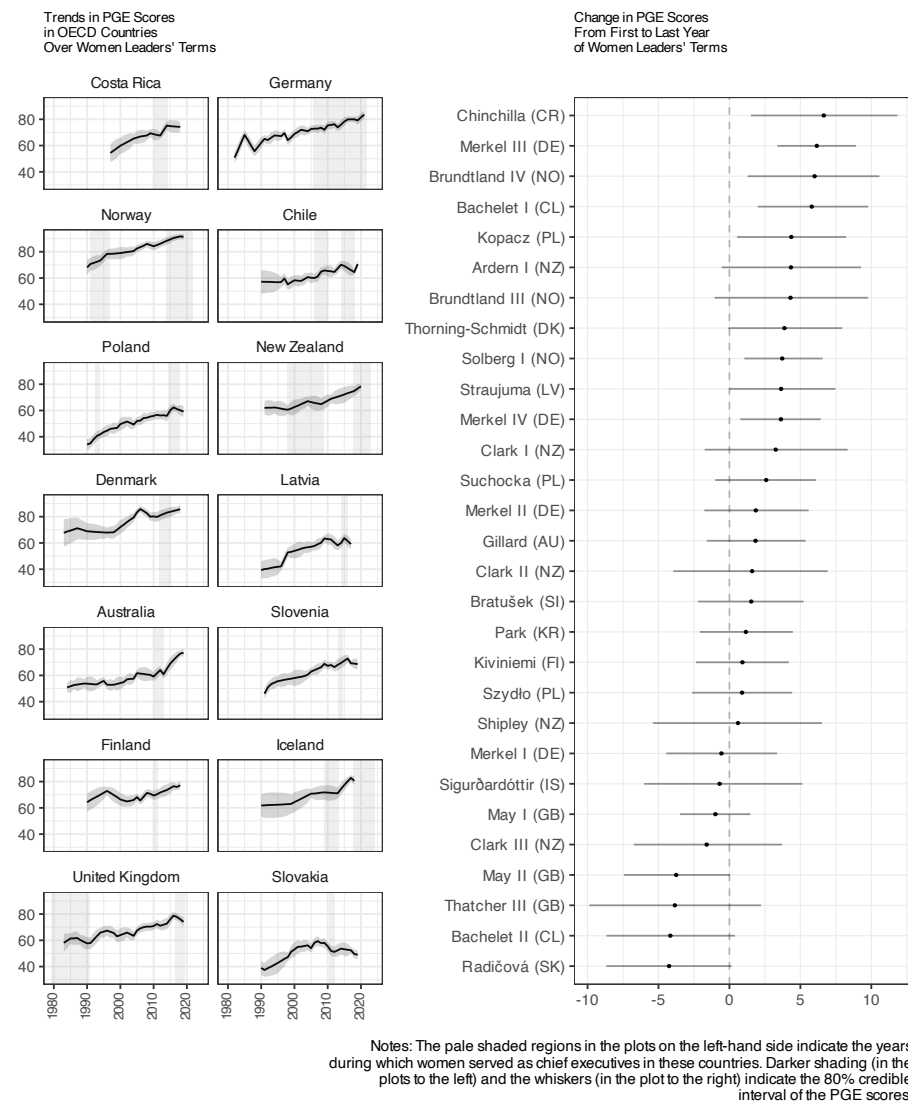 Trends in PGE Scores
in OECD Countries
Over Women Leaders' Terms
Costa Rica
Germany
80
60
40
Norway
Chile
80
60
40
Poland
New Zealand
80
60
40
Denmark
Latvia
80
60
40
Australia
Slovenia
80
60
40
Finland
Iceland
80
60
40
United Kingdom
Slovakia
80
60
40
1980 1990 2000 2010 2020
1980 1990 2000 2010 2020
Change in PGE Scores
From First to Last Year
of Women Leaders' Terms
Chinchilla (CR)
Merkel III (DE)
Brundtland IV (NO)
Bachelet I (CL)
Kopacz (PL)
Ardern I (NZ)
Brundtland III (NO)
Thorning-Schmidt (DK)
Solberg I (NO)
Straujuma (LV)
Merkel IV (DE)
Clark I (NZ)
Suchocka (PL)
Merkel II (DE)
Gillard (AU)
Clark II (NZ)
Bratušek (SI)
Park (KR)
Kiviniemi (FI)
Szydło (PL)
Shipley (NZ)
Merkel I (DE)
Sigurðardóttir (IS)
May I (GB)
Clark III (NZ)
May II (GB)
Thatcher III (GB)
Bachelet II (CL)
Radičová (SK)
-10 -5 0 5 10
Notes: The pale shaded regions in the plots on the left-hand side indicate the years
during which women served as chief executives in these countries. Darker shading (in the
plots to the left) and the whiskers (in the plot to the right) indicate the 80% credible
interval of the PGE scores